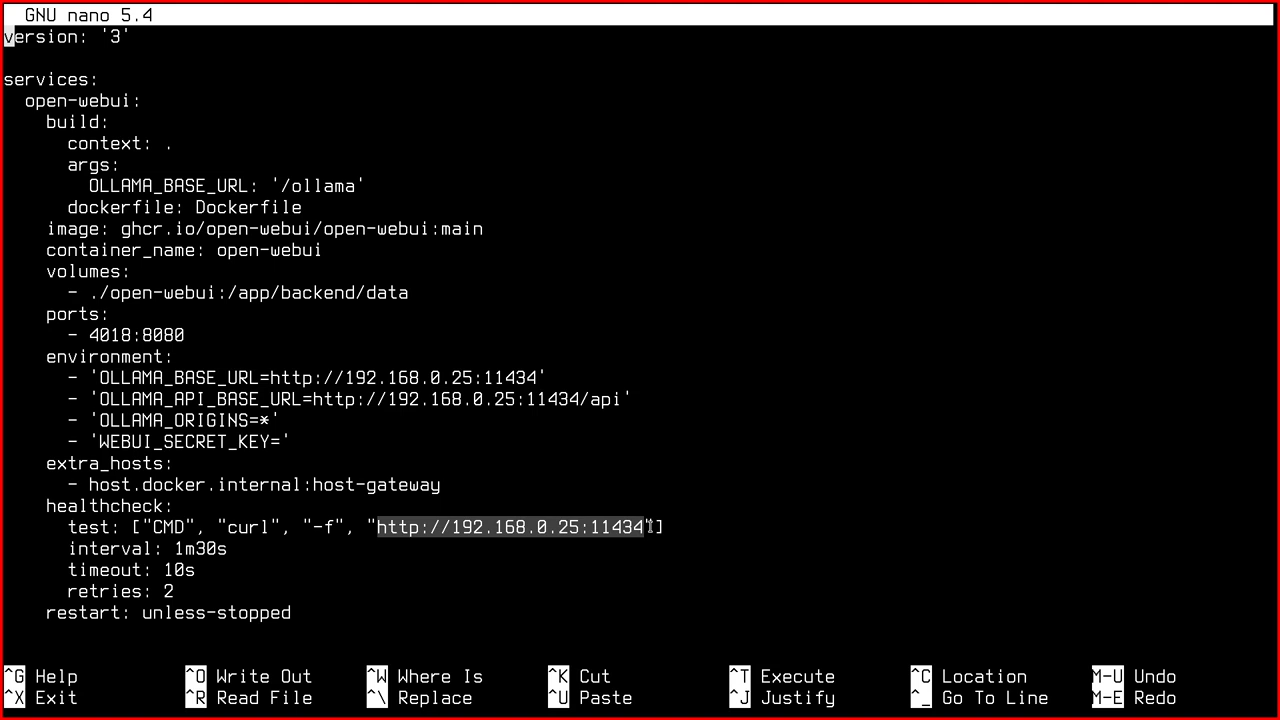 GNU nano 5.4
version: '3'
services:
open-webui:
build:
context: .
args:
OLLAMA_BASE_URL: '/ollama'
dockerfile: Dockerfile
image: ghcr.io/open-webui/open-webui:main
container_name: open-webui
volumes:
- ./open-webui:/app/backend/data
ports:
- 4018:8080
environment:
- 'OLLAMA_BASE_URL=http://192.168.0.25:11434'
- 'OLLAMA_API_BASE_URL=http://192.168.0.25:11434/api'
- 'OLLAMA_ORIGINS=*'
- 'WEBUI_SECRET_KEY='
extra_hosts:
- host.docker.internal:host-gateway
healthcheck:
test: ["CMD", "curl", "-f", "http://192.168.0.25:11434"]
interval: 1m30s
timeout: 10s
retries: 2
restart: unless-stopped
^G Help ^O Write Out ^W Where Is ^K Cut ^T Execute ^C Location M-U Undo
^X Exit ^R Read File ^\ Replace ^U Paste ^J Justify ^_ Go To Line M-E Redo